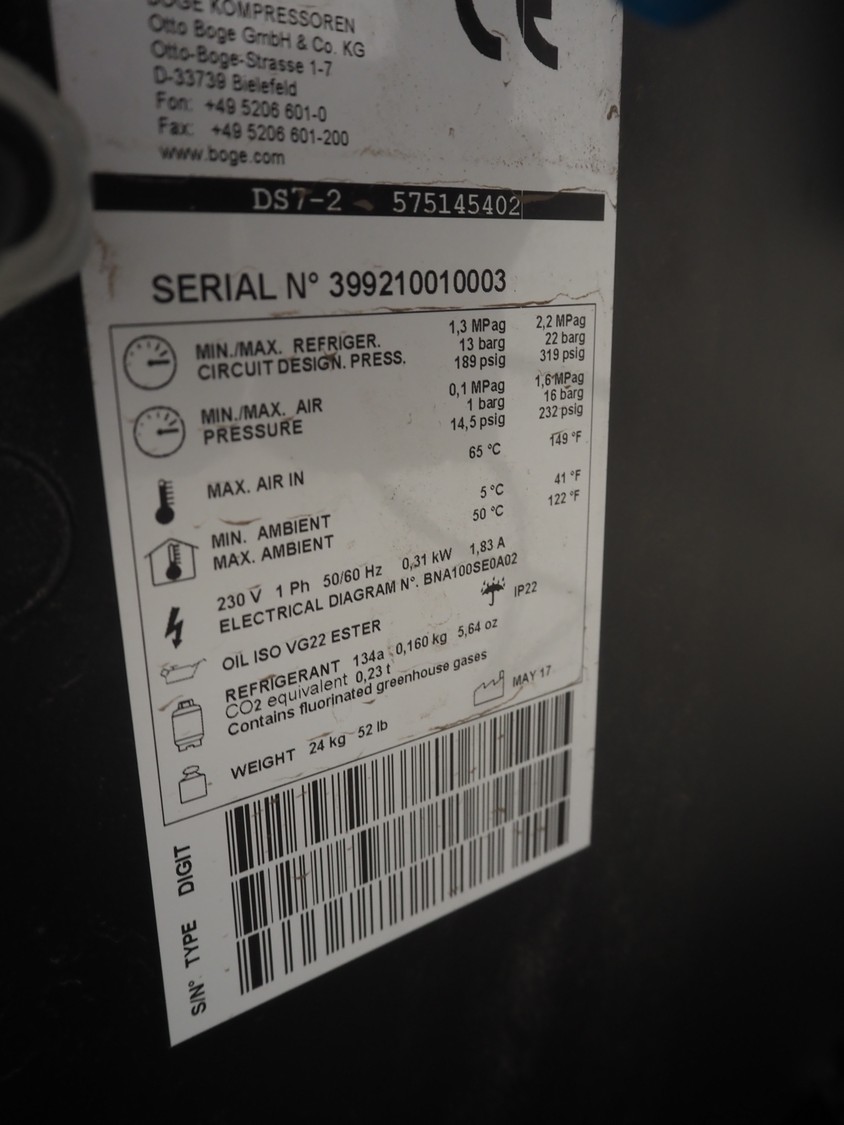 BOGE KOMPRESSOREN
Otto Boge GmbH & Co. KG
Otto-Boge-Strasse 1-7
D-33739 Bielefeld
Fon: +49 5206 601-0
Fax: +49 5206 601-200
www.boge.com
CE
DS7-2 575145402
SERIAL N° 399210010003
MIN./MAX. REFRIGER. CIRCUIT DESIGN. PRESS.
1,3 MPag 2,2 MPag
13 barg 22 barg
189 psig 319 psig
MIN./MAX. AIR PRESSURE
0,1 MPag 1,6 MPag
1 barg 16 barg
14,5 psig 232 psig
MAX. AIR IN 65 °C 149 °F
MIN. AMBIENT 5 °C 41 °F
MAX. AMBIENT 50 °C 122 °F
230 V 1 Ph 50/60 Hz 0,31 kW 1,83 A
ELECTRICAL DIAGRAM N°. BNA100SE0A02
IP22
OIL ISO VG22 ESTER
REFRIGERANT 134a 0,160 kg 5,64 oz
CO2 equivalent 0,23 t
Contains fluorinated greenhouse gases
MAY 17
WEIGHT 24 kg 52 lb
S/N° TYPE DIGIT